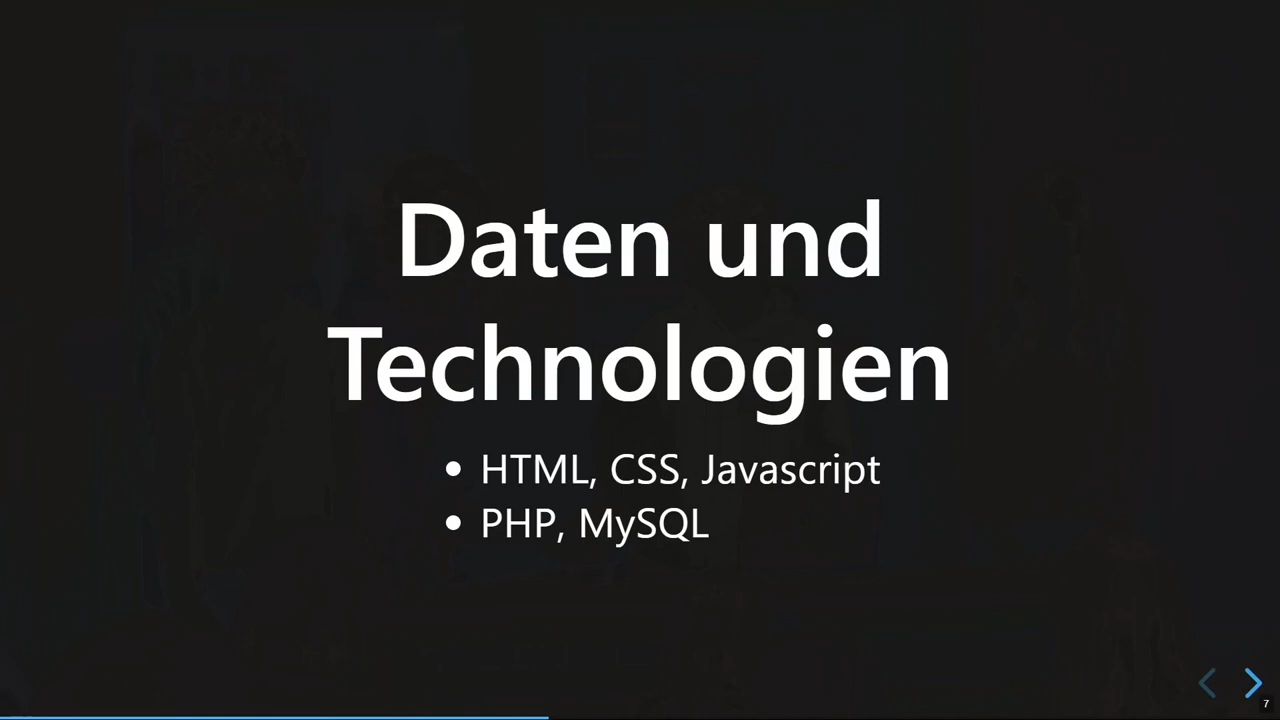 Daten und
Technologien
• HTML, CSS, Javascript
• PHP, MySQL
7